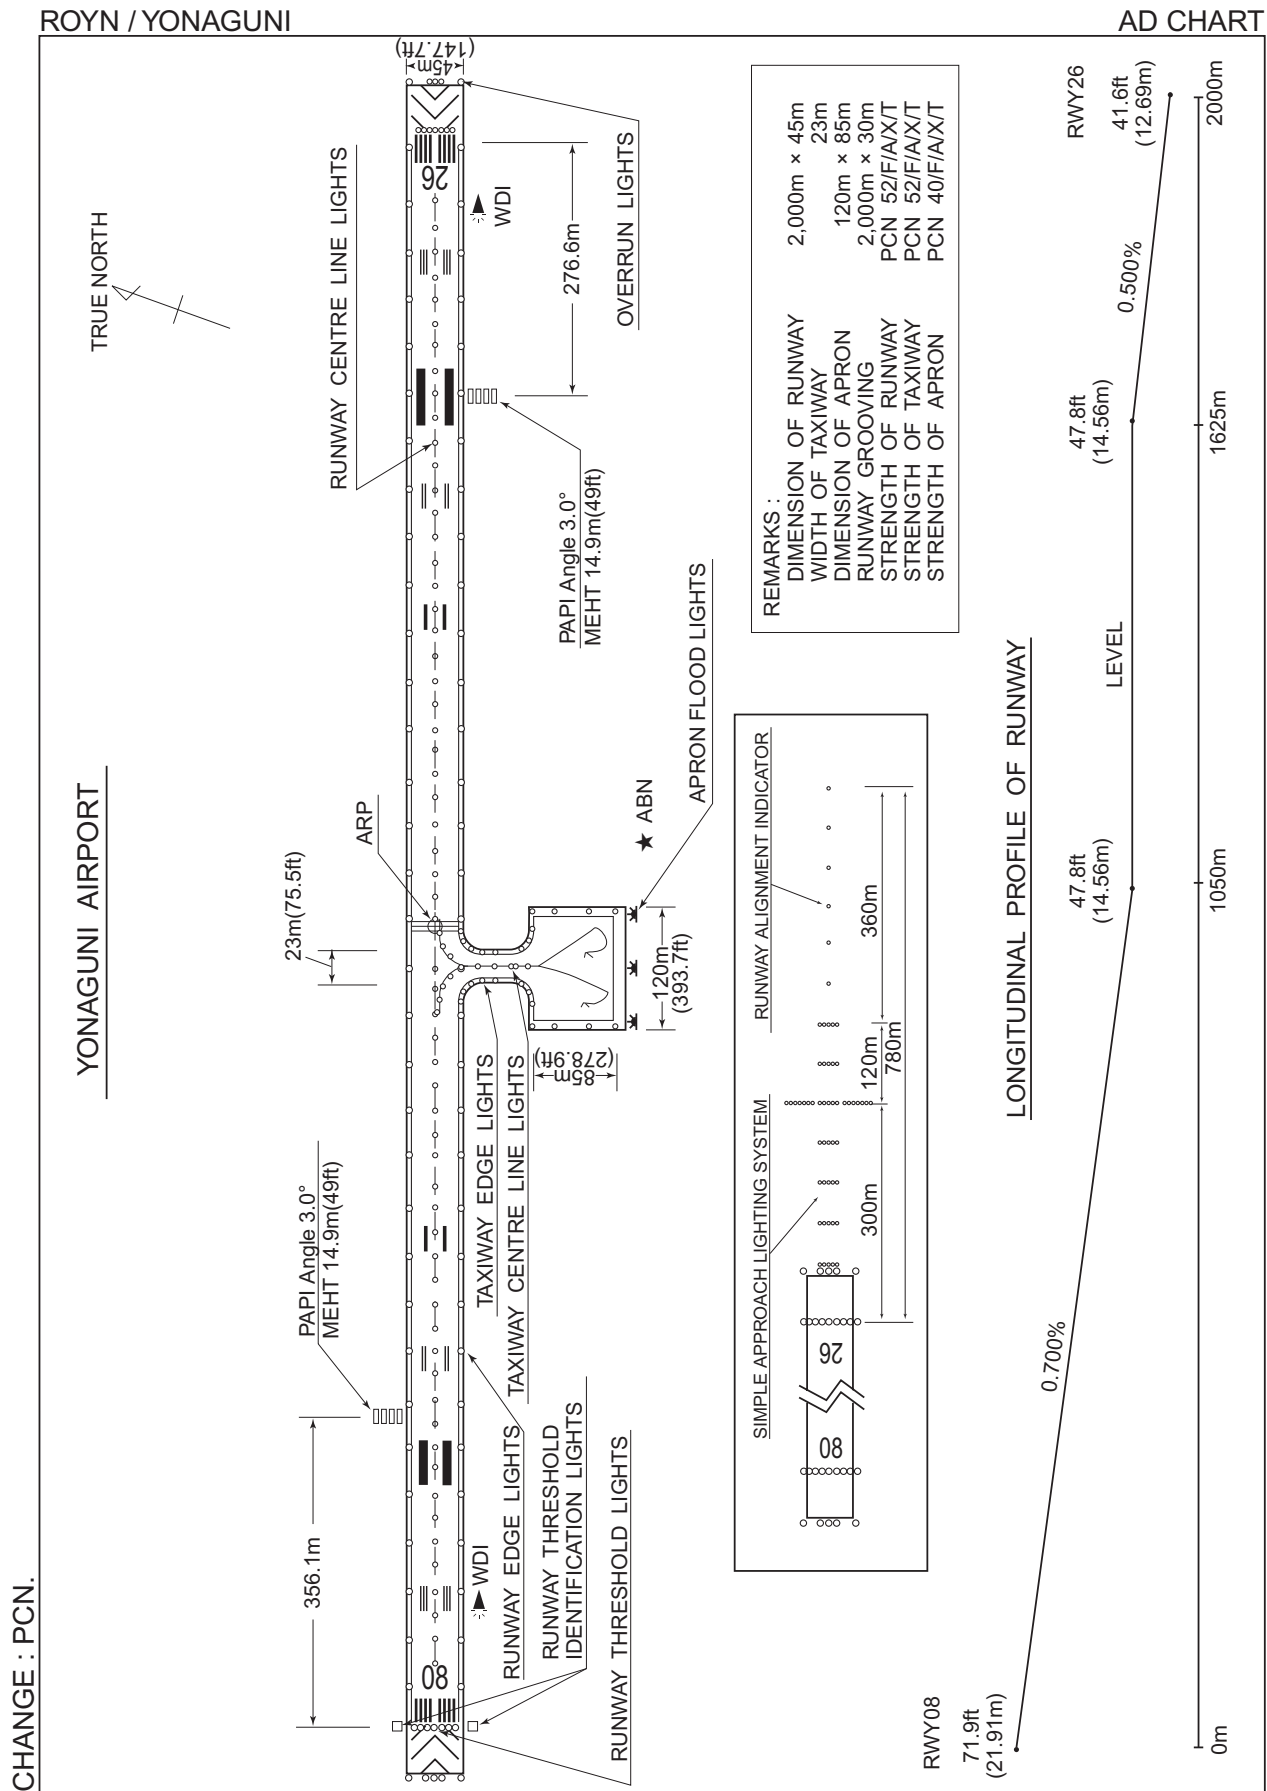 ROYN / YONAGUNI
AD CHART
CHANGE : PCN.
YONAGUNI AIRPORT
TRUE NORTH
45m
(147.7ft)
RUNWAY CENTRE LINE LIGHTS
26
WDI
276.6m
OVERRUN LIGHTS
PAPI Angle 3.0°
MEHT 14.9m(49ft)
ARP
23m(75.5ft)
ABN
APRON FLOOD LIGHTS
120m
(393.7ft)
85m
(278.9ft)
TAXIWAY EDGE LIGHTS
TAXIWAY CENTRE LINE LIGHTS
PAPI Angle 3.0°
MEHT 14.9m(49ft)
356.1m
08
WDI
RUNWAY EDGE LIGHTS
RUNWAY THRESHOLD
IDENTIFICATION LIGHTS
RUNWAY THRESHOLD LIGHTS
REMARKS :
DIMENSION OF RUNWAY 2,000m × 45m
WIDTH OF TAXIWAY 23m
DIMENSION OF APRON 120m × 85m
RUNWAY GROOVING 2,000m × 30m
STRENGTH OF RUNWAY PCN 52/F/A/X/T
STRENGTH OF TAXIWAY PCN 52/F/A/X/T
STRENGTH OF APRON PCN 40/F/A/X/T
SIMPLE APPROACH LIGHTING SYSTEM
RUNWAY ALIGNMENT INDICATOR
08
26
300m
120m
360m
780m
LONGITUDINAL PROFILE OF RUNWAY
RWY08
71.9ft
(21.91m)
0.700%
47.8ft
(14.56m)
LEVEL
47.8ft
(14.56m)
0.500%
RWY26
41.6ft
(12.69m)
0m
1050m
1625m
2000m